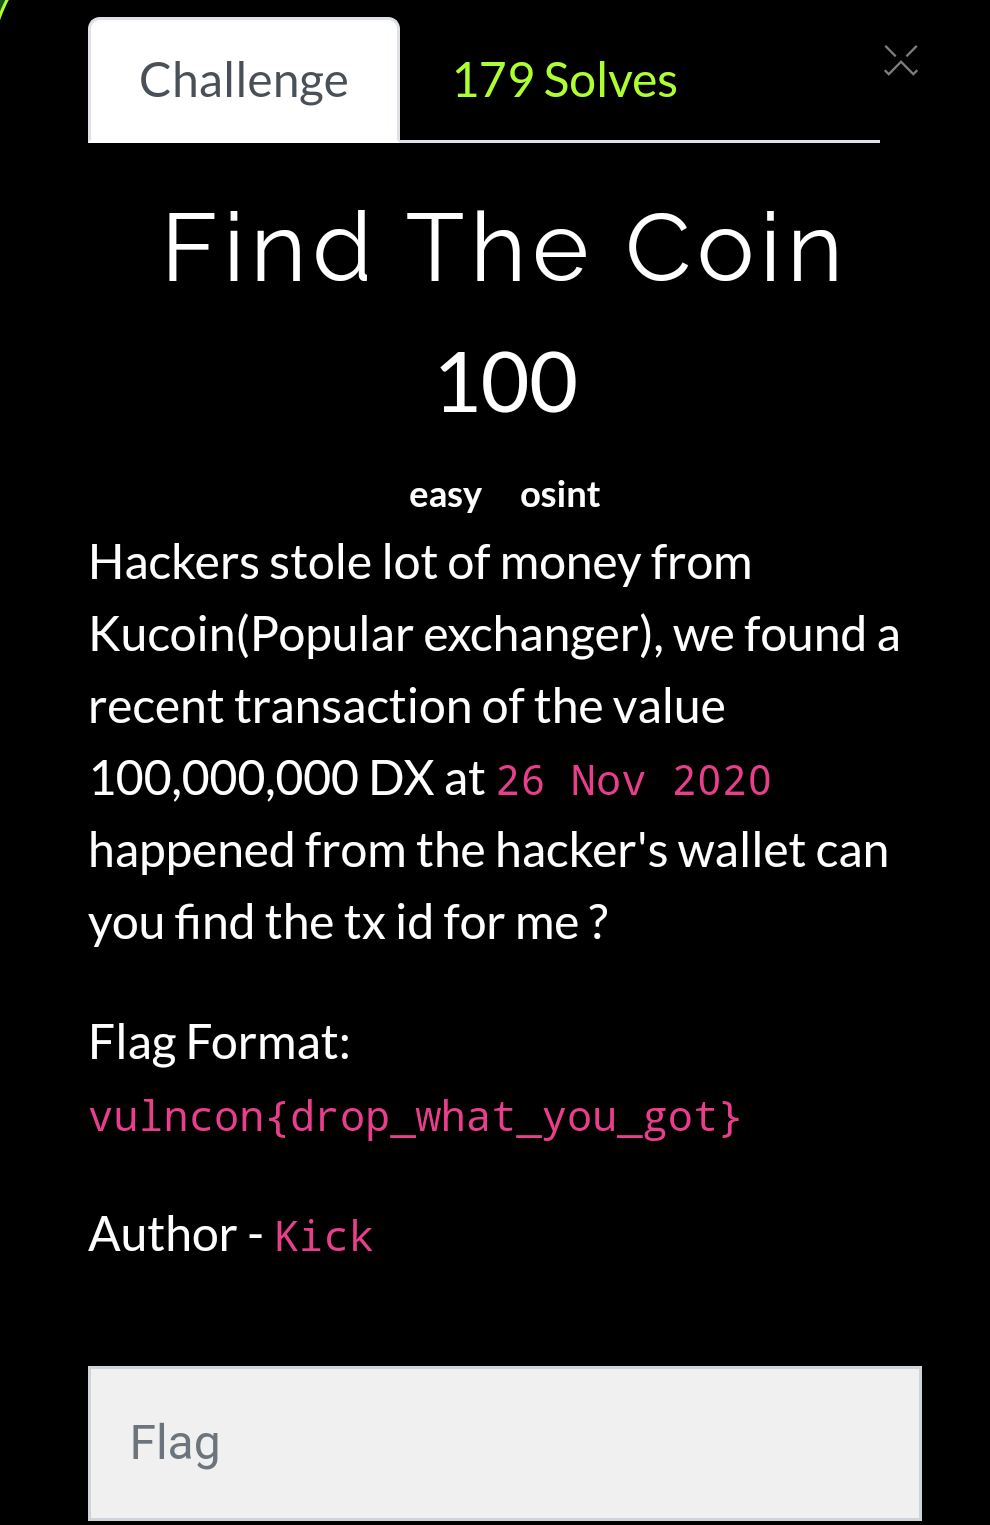 Challenge
179 Solves
Find The Coin
100
easy osint
Hackers stole lot of money from
Kucoin(Popular exchanger), we found a
recent transaction of the value
100,000,000 DX at 26 Nov 2020
happened from the hacker's wallet can
you find the tx id for me ?
Flag Format:
vulncon{drop_what_you_got}
Author - Kick
Flag